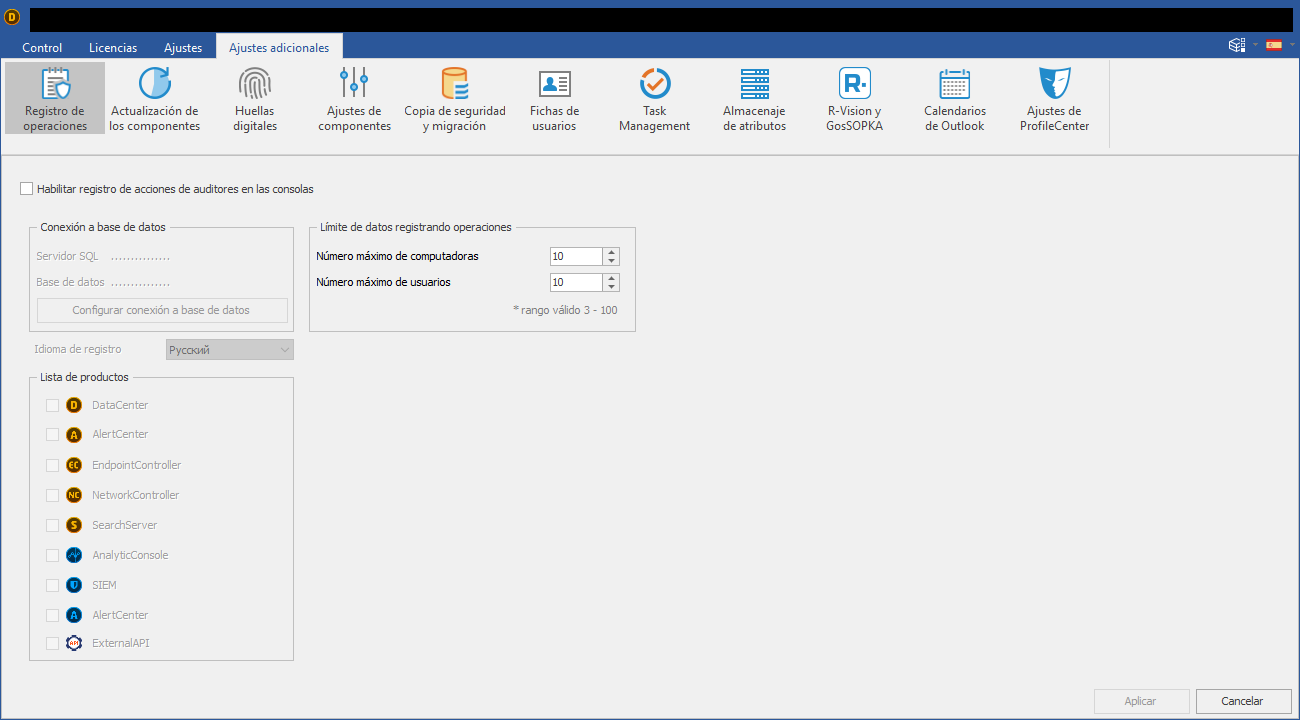 D
Control
Licencias
Ajustes
Ajustes adicionales
Registro de
operaciones
Actualización de
los componentes
Huellas
digitales
Ajustes de
componentes
Copia de seguridad
y migración
Fichas de
usuarios
Task
Management
Almacenaje
de atributos
R
R-Vision y
GosSOPKA
Calendarios
de Outlook
Ajustes de
ProfileCenter
Habilitar registro de acciones de auditores en las consolas
Conexión a base de datos
Servidor SQL ...............
Base de datos ...............
Configurar conexión a base de datos
Límite de datos registrando operaciones
Número máximo de computadoras 10
Número máximo de usuarios 10
* rango válido 3 - 100
Idioma de registro Русский
Lista de productos
D DataCenter
A AlertCenter
EC EndpointController
NC NetworkController
S SearchServer
AnalyticConsole
SIEM
A AlertCenter
API ExternalAPI
Aplicar
Cancelar